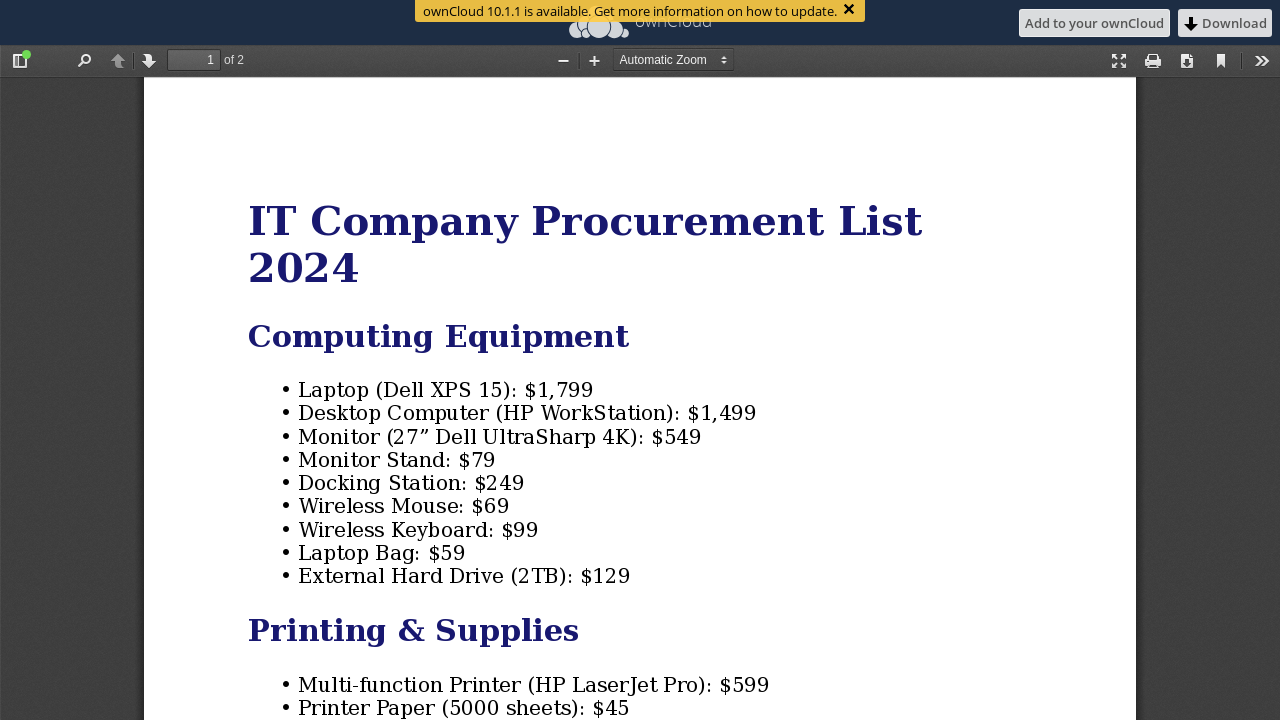 ownCloud 10.1.1 is available. Get more information on how to update.
ownCloud
Add to your ownCloud
Download
1 of 2
Automatic Zoom
IT Company Procurement List
2024
Computing Equipment
• Laptop (Dell XPS 15): $1,799
• Desktop Computer (HP WorkStation): $1,499
• Monitor (27” Dell UltraSharp 4K): $549
• Monitor Stand: $79
• Docking Station: $249
• Wireless Mouse: $69
• Wireless Keyboard: $99
• Laptop Bag: $59
• External Hard Drive (2TB): $129
Printing & Supplies
• Multi-function Printer (HP LaserJet Pro): $599
• Printer Paper (5000 sheets): $45